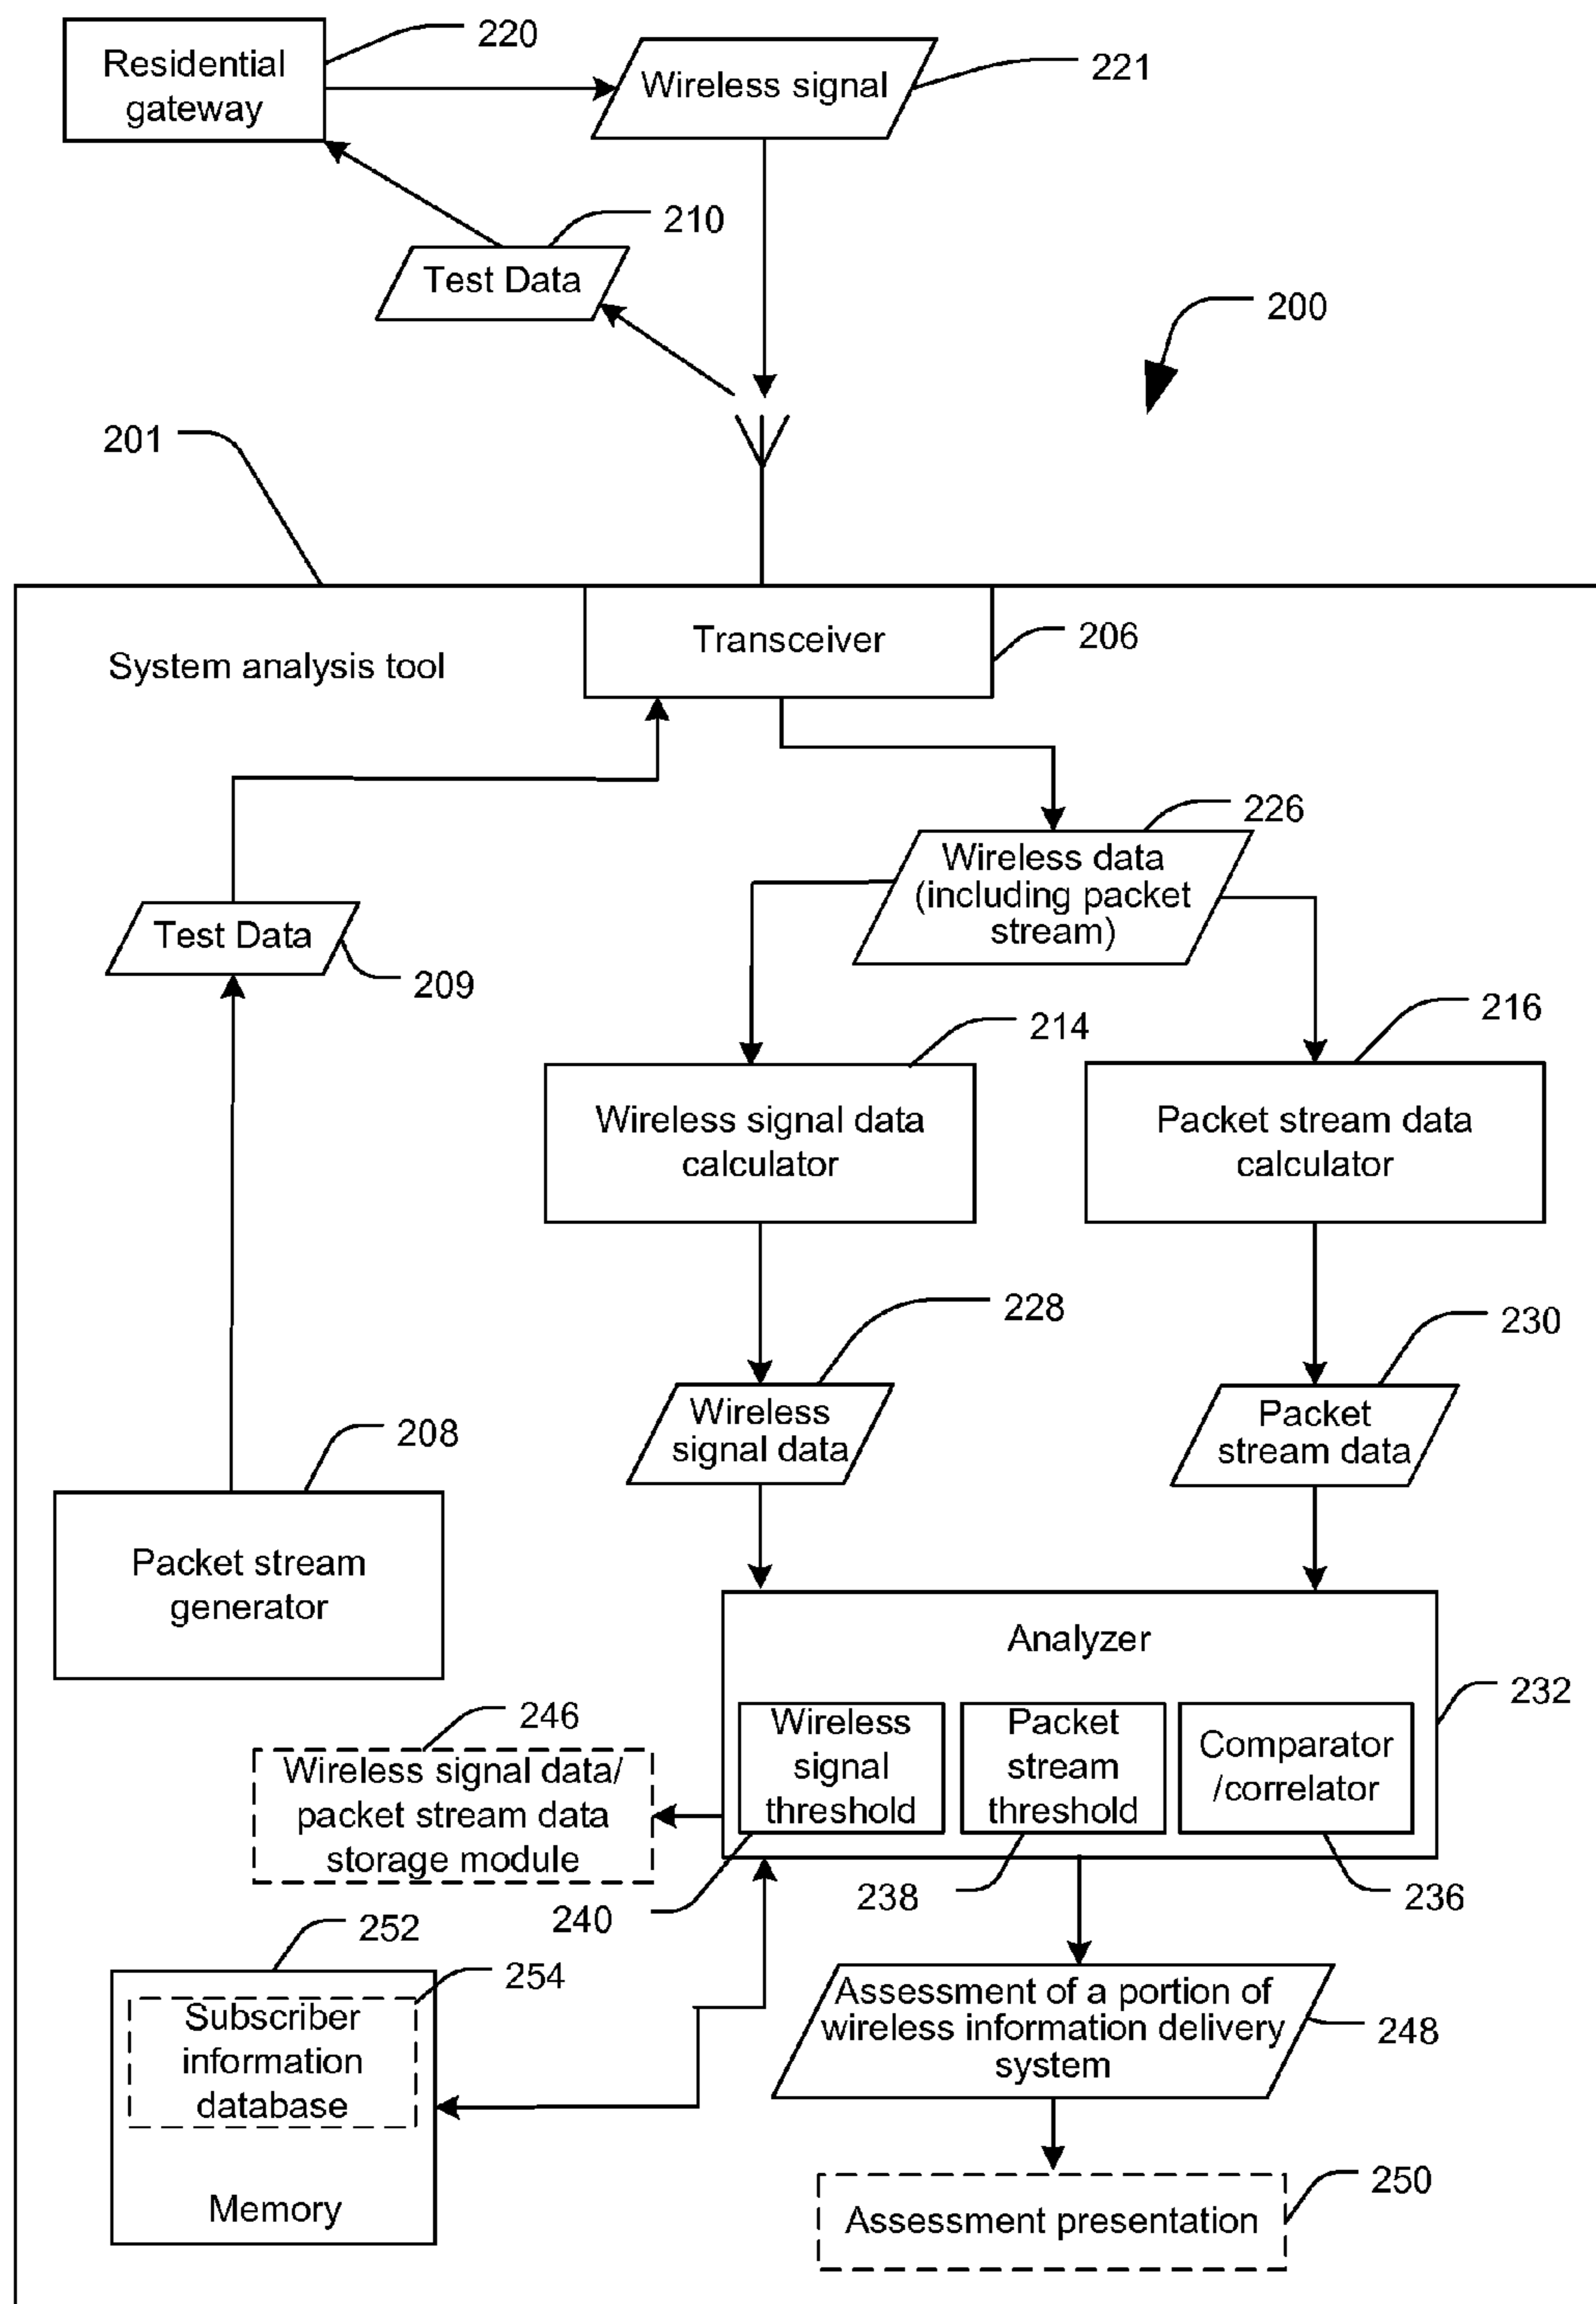 Residential
gateway
220
Wireless signal
221
210
Test Data
200
201
System analysis tool
Transceiver
206
226
Wireless data
(including packet
stream)
Test Data
209
214
216
Wireless signal data
calculator
Packet stream data
calculator
228
230
Wireless
signal data
Packet
stream data
208
Packet stream
generator
Analyzer
232
Wireless
signal
threshold
Packet
stream
threshold
Comparator
/correlator
246
Wireless signal data/
packet stream data
storage module
240
238
236
252
254
Subscriber
information
database
Memory
Assessment of a portion of
wireless information delivery
system
248
250
Assessment presentation